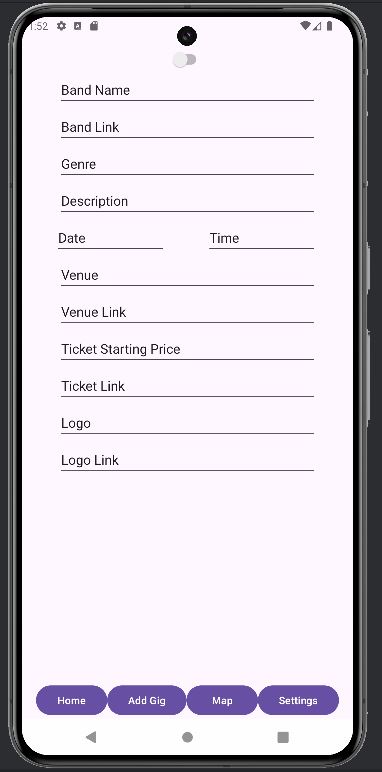 1:52
Band Name
Band Link
Genre
Description
Date Time
Venue
Venue Link
Ticket Starting Price
Ticket Link
Logo
Logo Link
Home Add Gig Map Settings